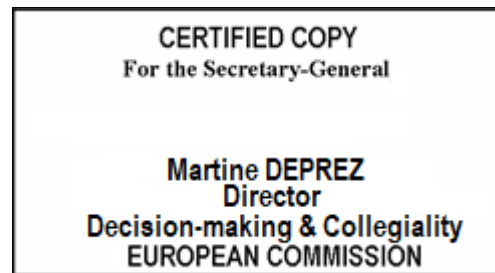 CERTIFIED COPY
For the Secretary-General
Martine DEPREZ
Director
Decision-making & Collegiality
EUROPEAN COMMISSION